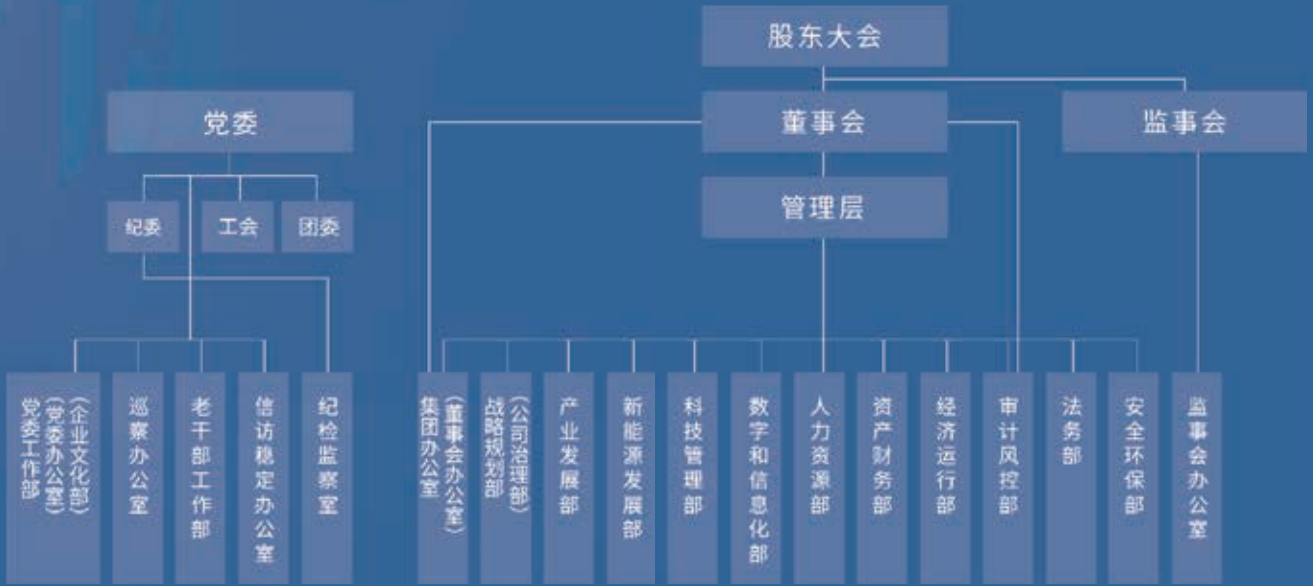 股东大会
党委
董事会
监事会
管理层
纪委
工会
团委
(企业文化部)
(党委办公室)
党委工作部
巡察办公室
老干部工作部
信访稳定办公室
纪检监察室
(董事会办公室)
集团办公室
(公司治理部)
战略规划部
产业发展部
新能源发展部
科技管理部
数字和信息化部
人力资源部
资产财务部
经济运行部
审计风控部
法务部
安全环保部
监事会办公室